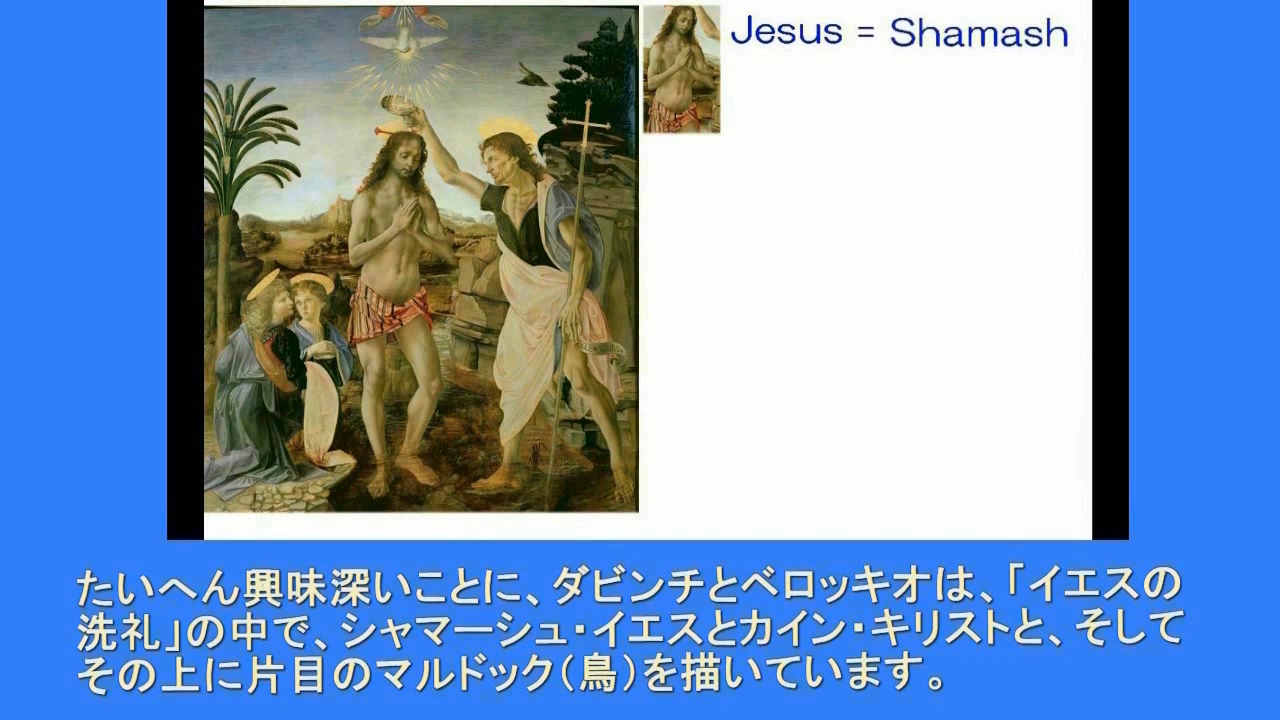 Jesus = Shamash
たいへん興味深いことに、ダビンチとベロッキオは、「イエスの
洗礼」の中で、シャマーシュ・イエスとカイン・キリストと、そして
その上に片目のマルドック（鳥）を描いています。